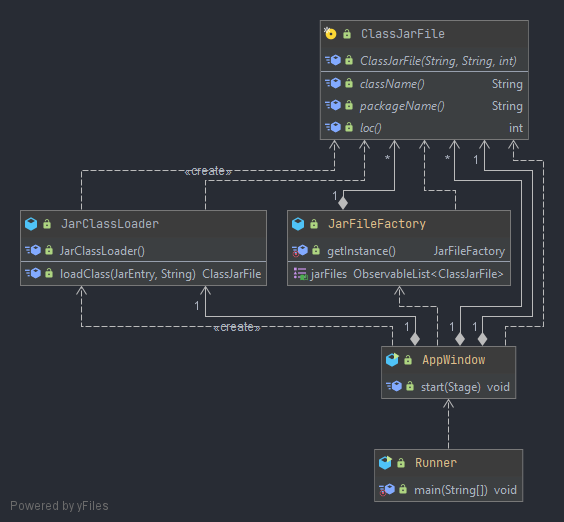 ClassJarFile
ClassJarFile(String, String, int)
className() String
packageName() String
loc() int
«create»
* * 1
1
JarClassLoader
JarClassLoader()
loadClass(JarEntry, String) ClassJarFile
JarFileFactory
getInstance() JarFileFactory
jarFiles ObservableList<ClassJarFile>
1
«create»
1 1 1
AppWindow
start(Stage) void
Runner
main(String[]) void
Powered by yFiles